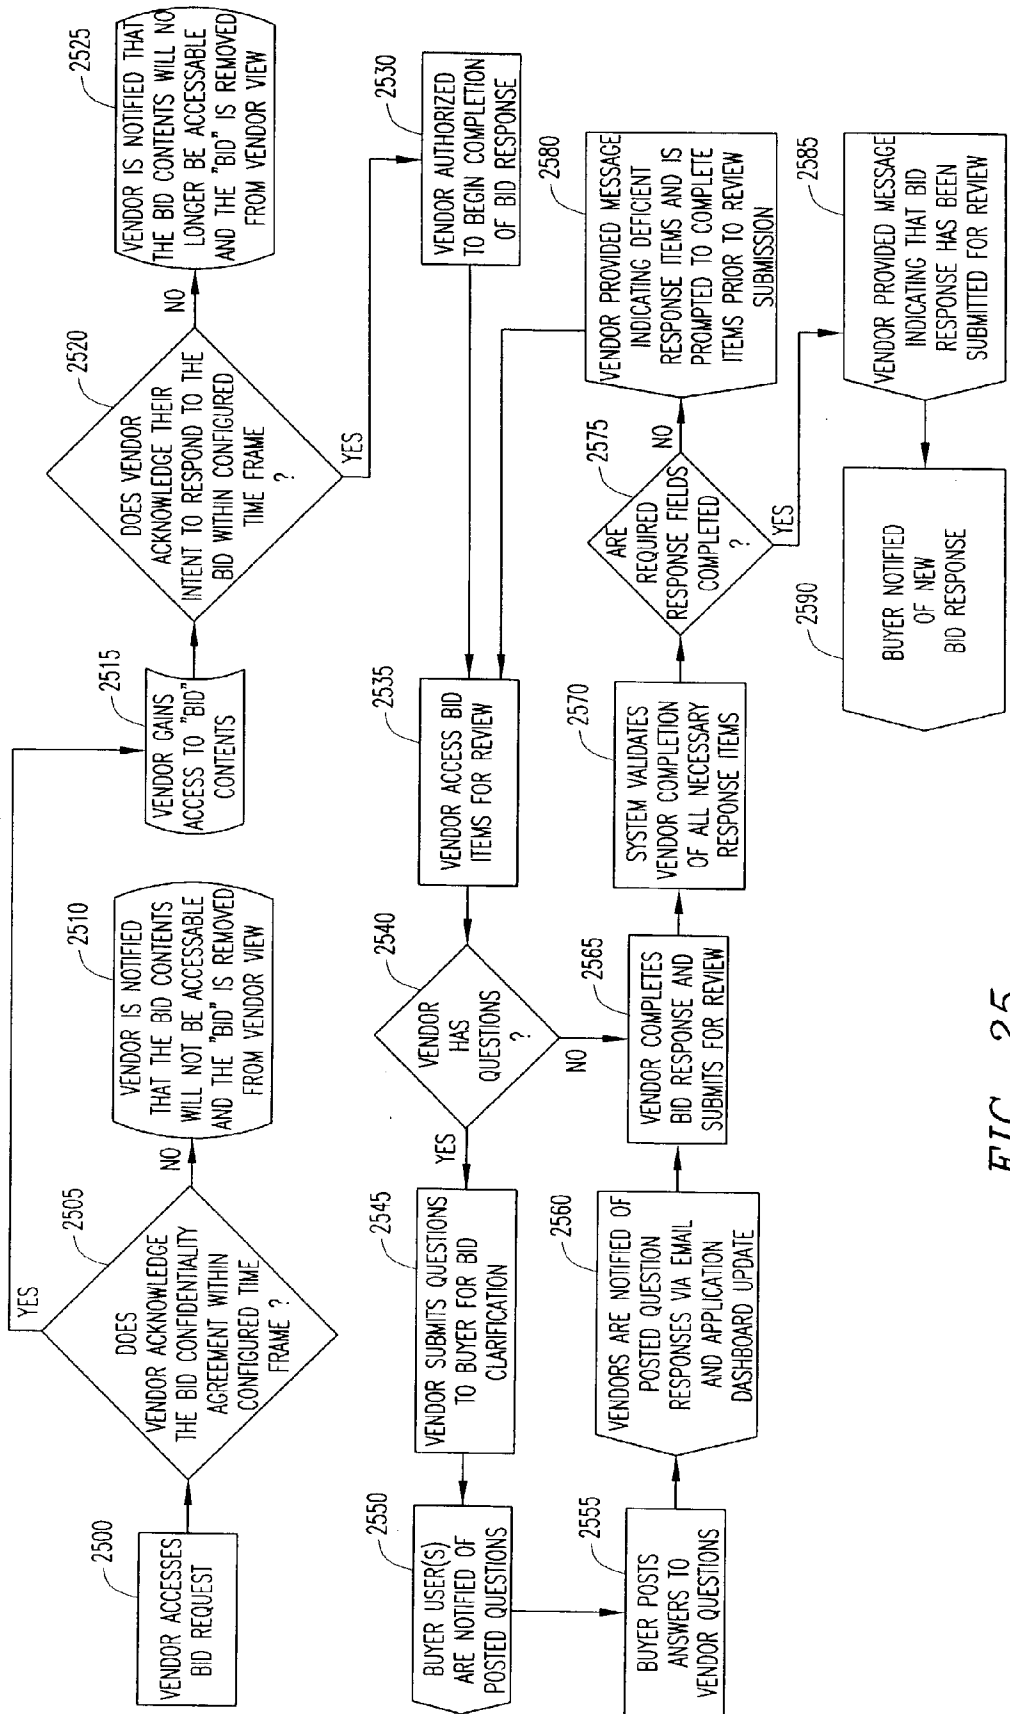 2500
VENDOR ACCESSES
BID REQUEST
2505
DOES
VENDOR ACKNOWLEDGE
THE BID CONFIDENTIALITY
AGREEMENT WITHIN
CONFIGURED TIME
FRAME ?
YES
NO
2510
VENDOR IS NOTIFIED
THAT THE BID CONTENTS
WILL NOT BE ACCESSABLE
AND THE "BID" IS REMOVED
FROM VENDOR VIEW
2515
VENDOR GAINS
ACCESS TO "BID"
CONTENTS
2520
DOES VENDOR
ACKNOWLEDGE THEIR
INTENT TO RESPOND TO THE
BID WITHIN CONFIGURED
TIME FRAME
?
NO
YES
2525
VENDOR IS NOTIFIED THAT
THE BID CONTENTS WILL NO
LONGER BE ACCESSABLE
AND THE "BID" IS REMOVED
FROM VENDOR VIEW
2530
VENDOR AUTHORIZED
TO BEGIN COMPLETION
OF BID RESPONSE
2535
VENDOR ACCESS BID
ITEMS FOR REVIEW
2540
VENDOR
HAS
QUESTIONS
?
YES
NO
2545
VENDOR SUBMITS QUESTIONS
TO BUYER FOR BID
CLARIFICATION
2550
BUYER USER(S)
ARE NOTIFIED OF
POSTED QUESTIONS
2555
BUYER POSTS
ANSWERS TO
VENDOR QUESTIONS
2560
VENDORS ARE NOTIFIED OF
POSTED QUESTION
RESPONSES VIA EMAIL
AND APPLICATION
DASHBOARD UPDATE
2565
VENDOR COMPLETES
BID RESPONSE AND
SUBMITS FOR REVIEW
2570
SYSTEM VALIDATES
VENDOR COMPLETION
OF ALL NECESSARY
RESPONSE ITEMS
2575
ARE
REQUIRED
RESPONSE FIELDS
COMPLETED
?
NO
YES
2580
VENDOR PROVIDED MESSAGE
INDICATING DEFICIENT
RESPONSE ITEMS AND IS
PROMPTED TO COMPLETE
ITEMS PRIOR TO REVIEW
SUBMISSION
2585
VENDOR PROVIDED MESSAGE
INDICATING THAT BID
RESPONSE HAS BEEN
SUBMITTED FOR REVIEW
2590
BUYER NOTIFIED
OF NEW
BID RESPONSE
FIG. 25